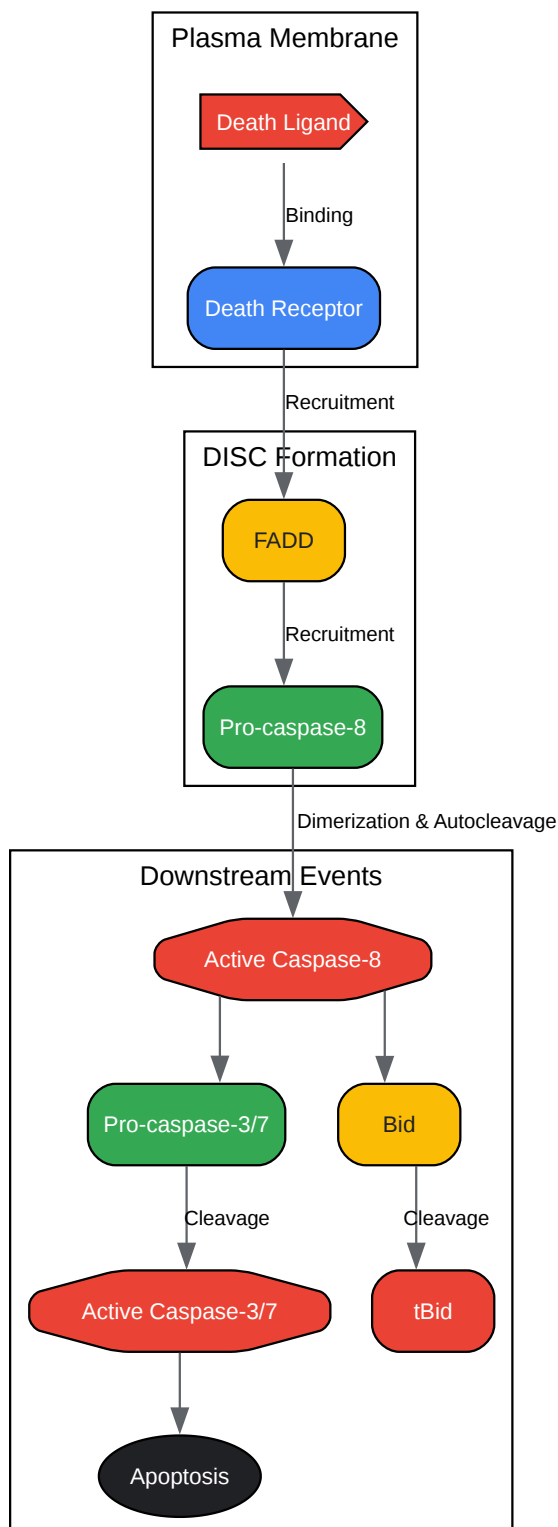 Plasma Membrane
Death Ligand
Binding
Death Receptor
Recruitment
DISC Formation
FADD
Recruitment
Pro-caspase-8
Dimerization & Autocleavage
Downstream Events
Active Caspase-8
Pro-caspase-3/7
Bid
Cleavage
Cleavage
Active Caspase-3/7
tBid
Apoptosis